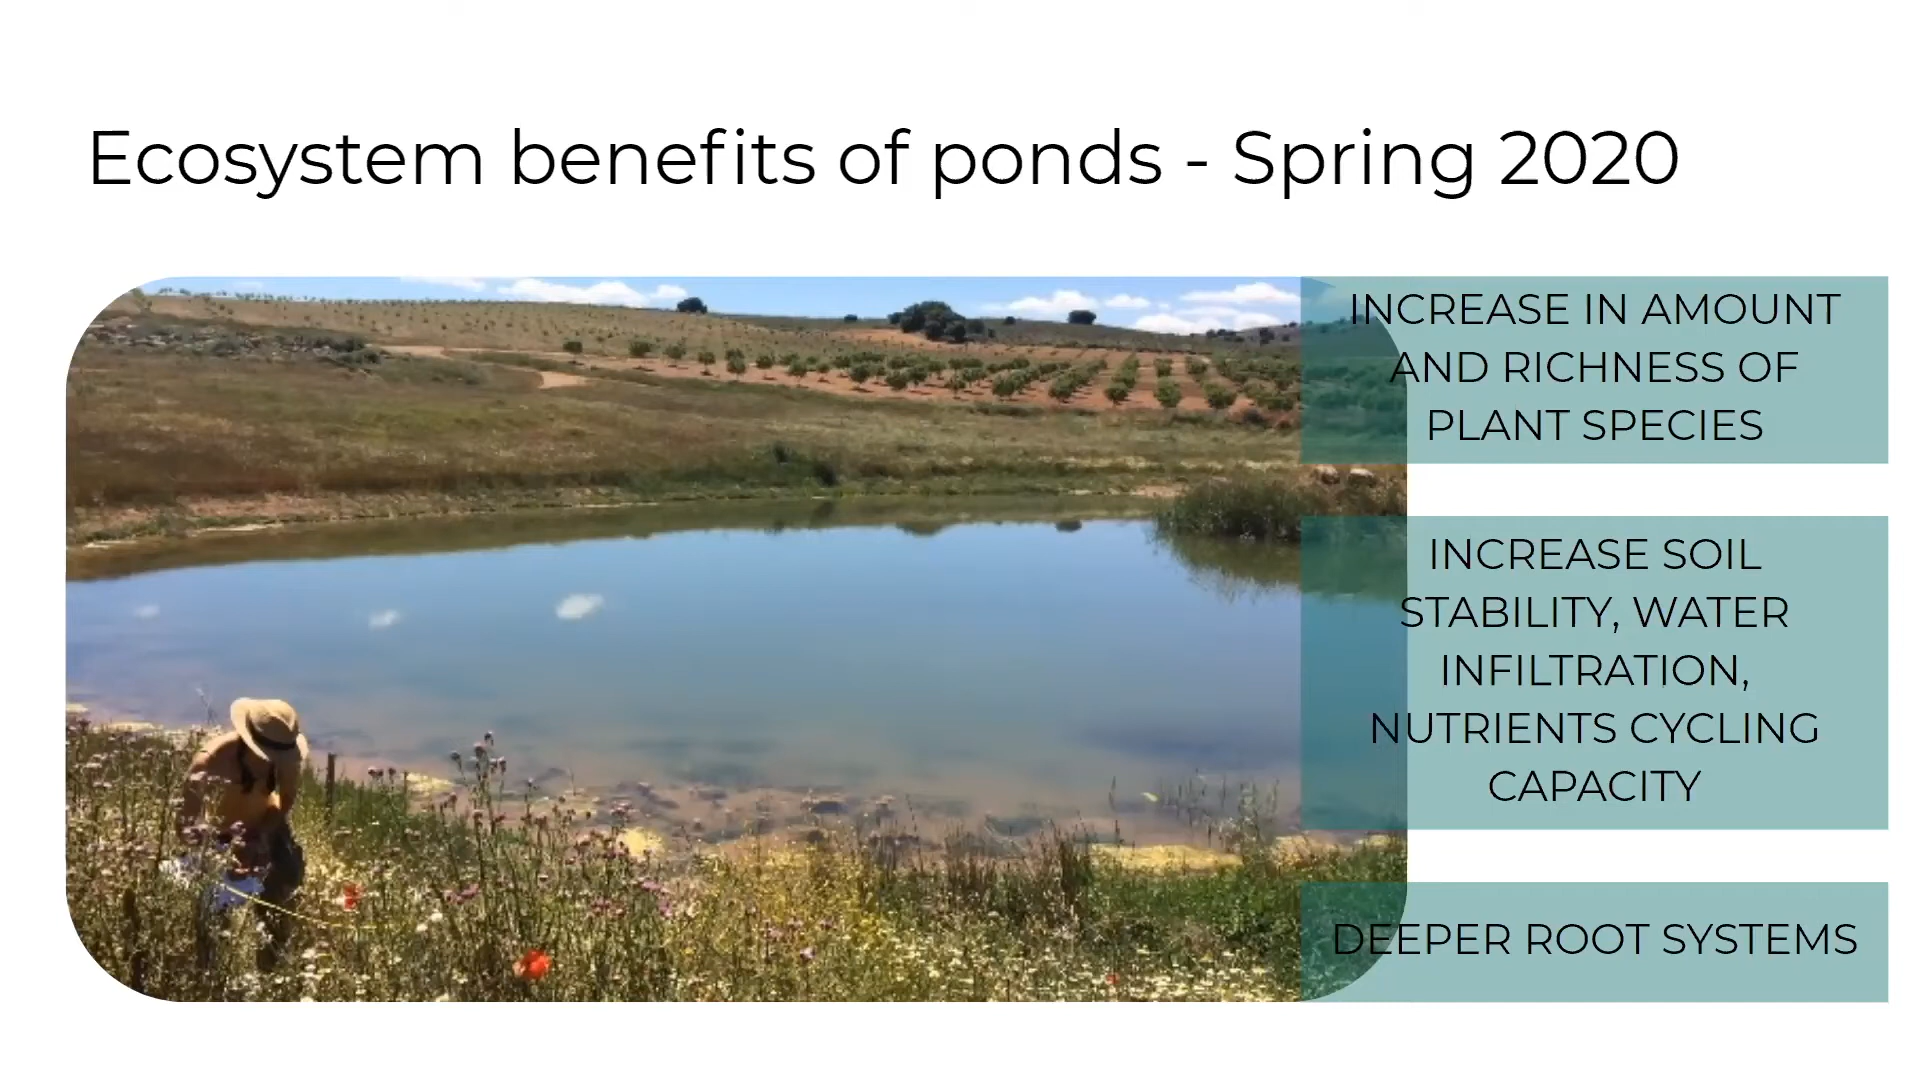 Ecosystem benefits of ponds - Spring 2020
INCREASE IN AMOUNT
AND RICHNESS OF
PLANT SPECIES
INCREASE SOIL
STABILITY, WATER
INFILTRATION,
NUTRIENTS CYCLING
CAPACITY
DEEPER ROOT SYSTEMS